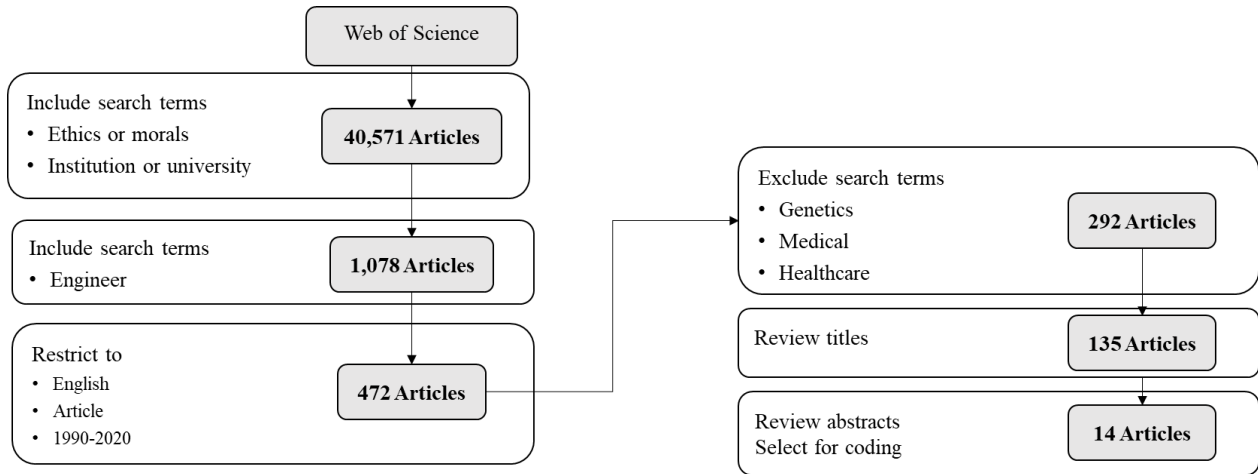 Web of Science
Include search terms
• Ethics or morals
• Institution or university
40,571 Articles
Include search terms
• Engineer
1,078 Articles
Restrict to
• English
• Article
• 1990-2020
472 Articles
Exclude search terms
• Genetics
• Medical
• Healthcare
292 Articles
Review titles
135 Articles
Review abstracts
Select for coding
14 Articles